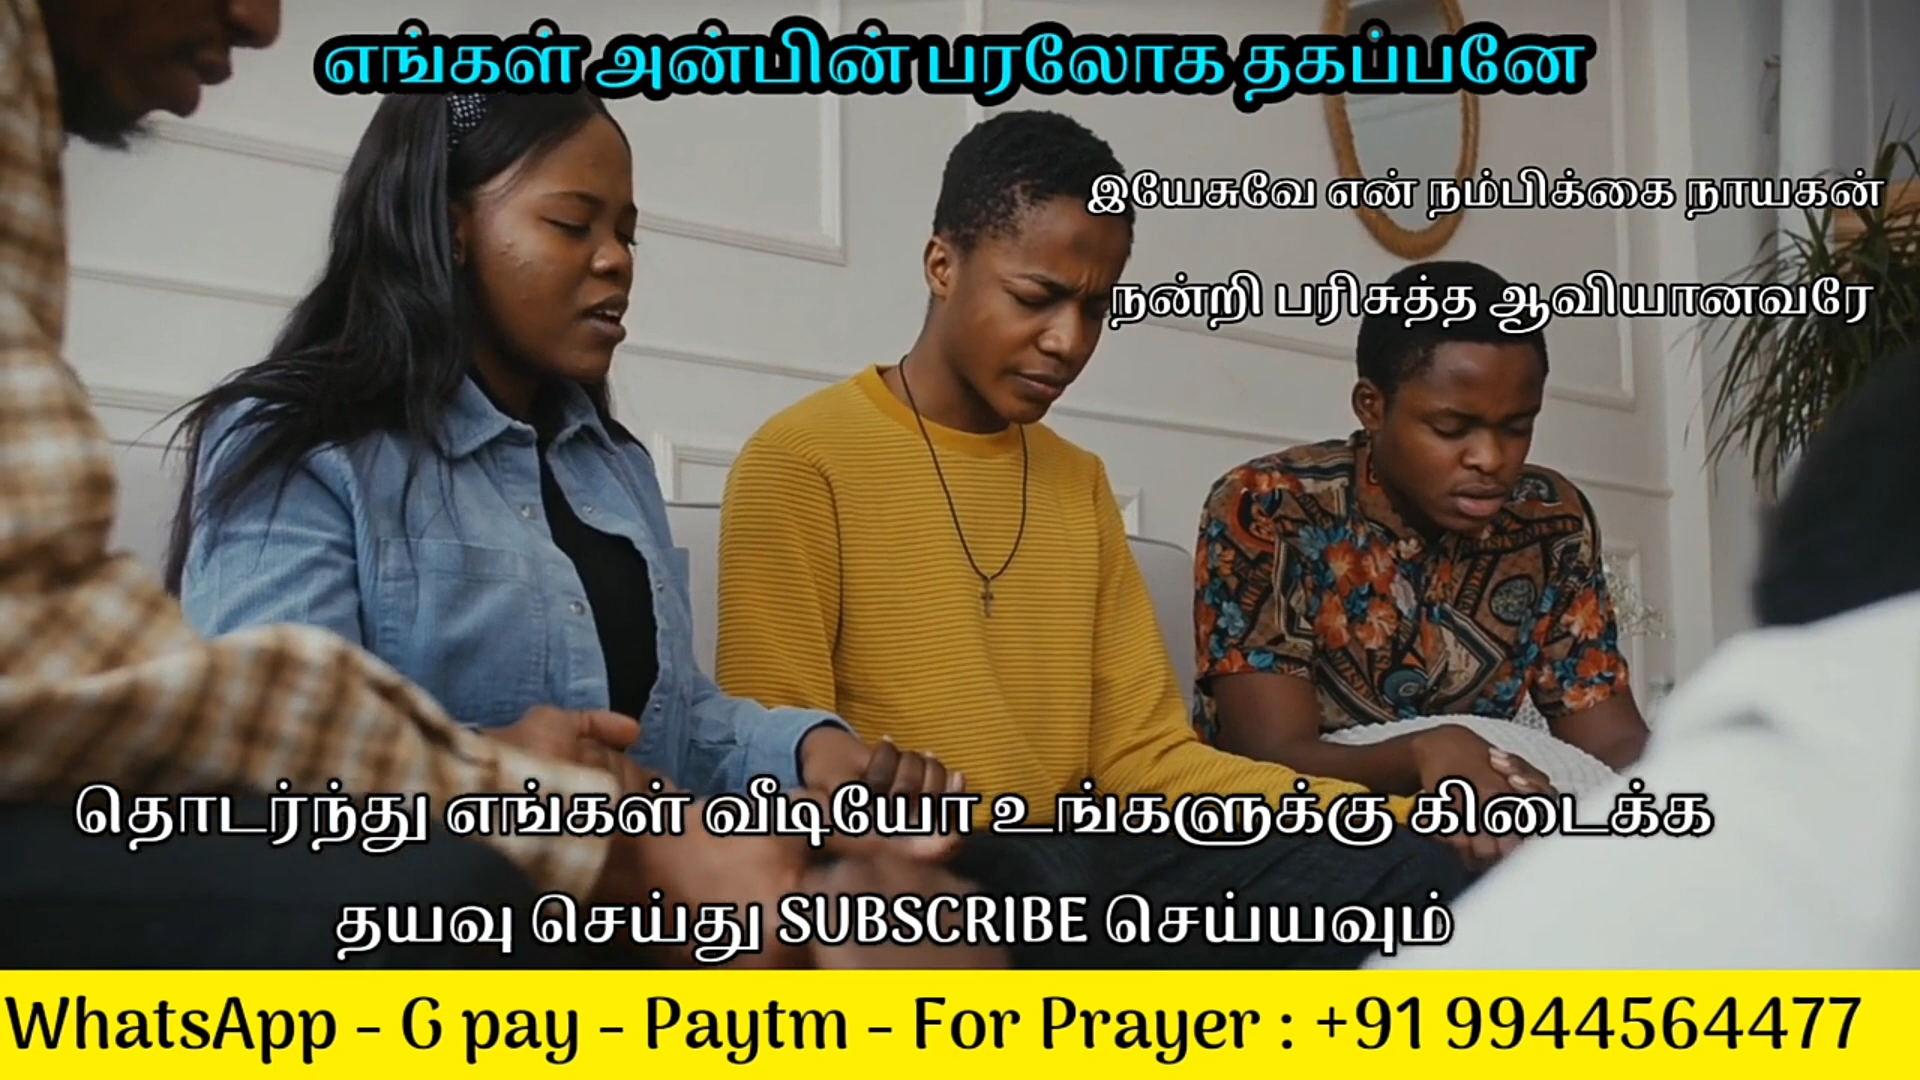 எங்கள் அன்பின் பரலோக தகப்பனே
இயேசுவே என் நம்பிக்கை நாயகன்
நன்றி பரிசுத்த ஆவியானவரே
தொடர்ந்து எங்கள் வீடியோ உங்களுக்கு கிடைக்க
தயவு செய்து SUBSCRIBE செய்யவும்
WhatsApp - G pay - Paytm - For Prayer : +91 9944564477